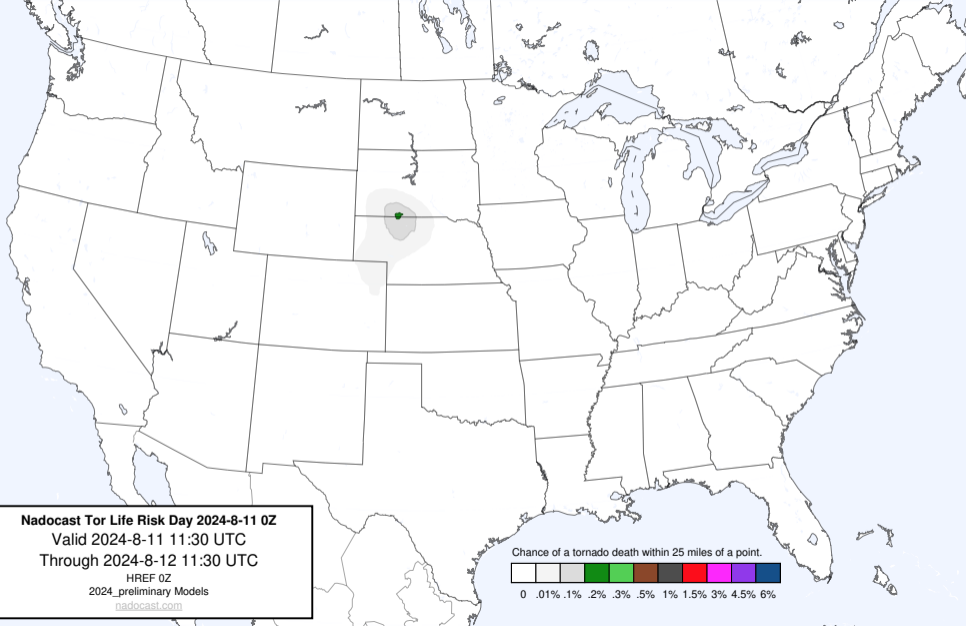 Nadocast Tor Life Risk Day 2024-8-11 0Z
Valid 2024-8-11 11:30 UTC
Through 2024-8-12 11:30 UTC
HREF 0Z
2024_preliminary Models
nadocast.com
Chance of a tornado death within 25 miles of a point.
0 .01% .1% .2% .3% .5% 1% 1.5% 3% 4.5% 6%